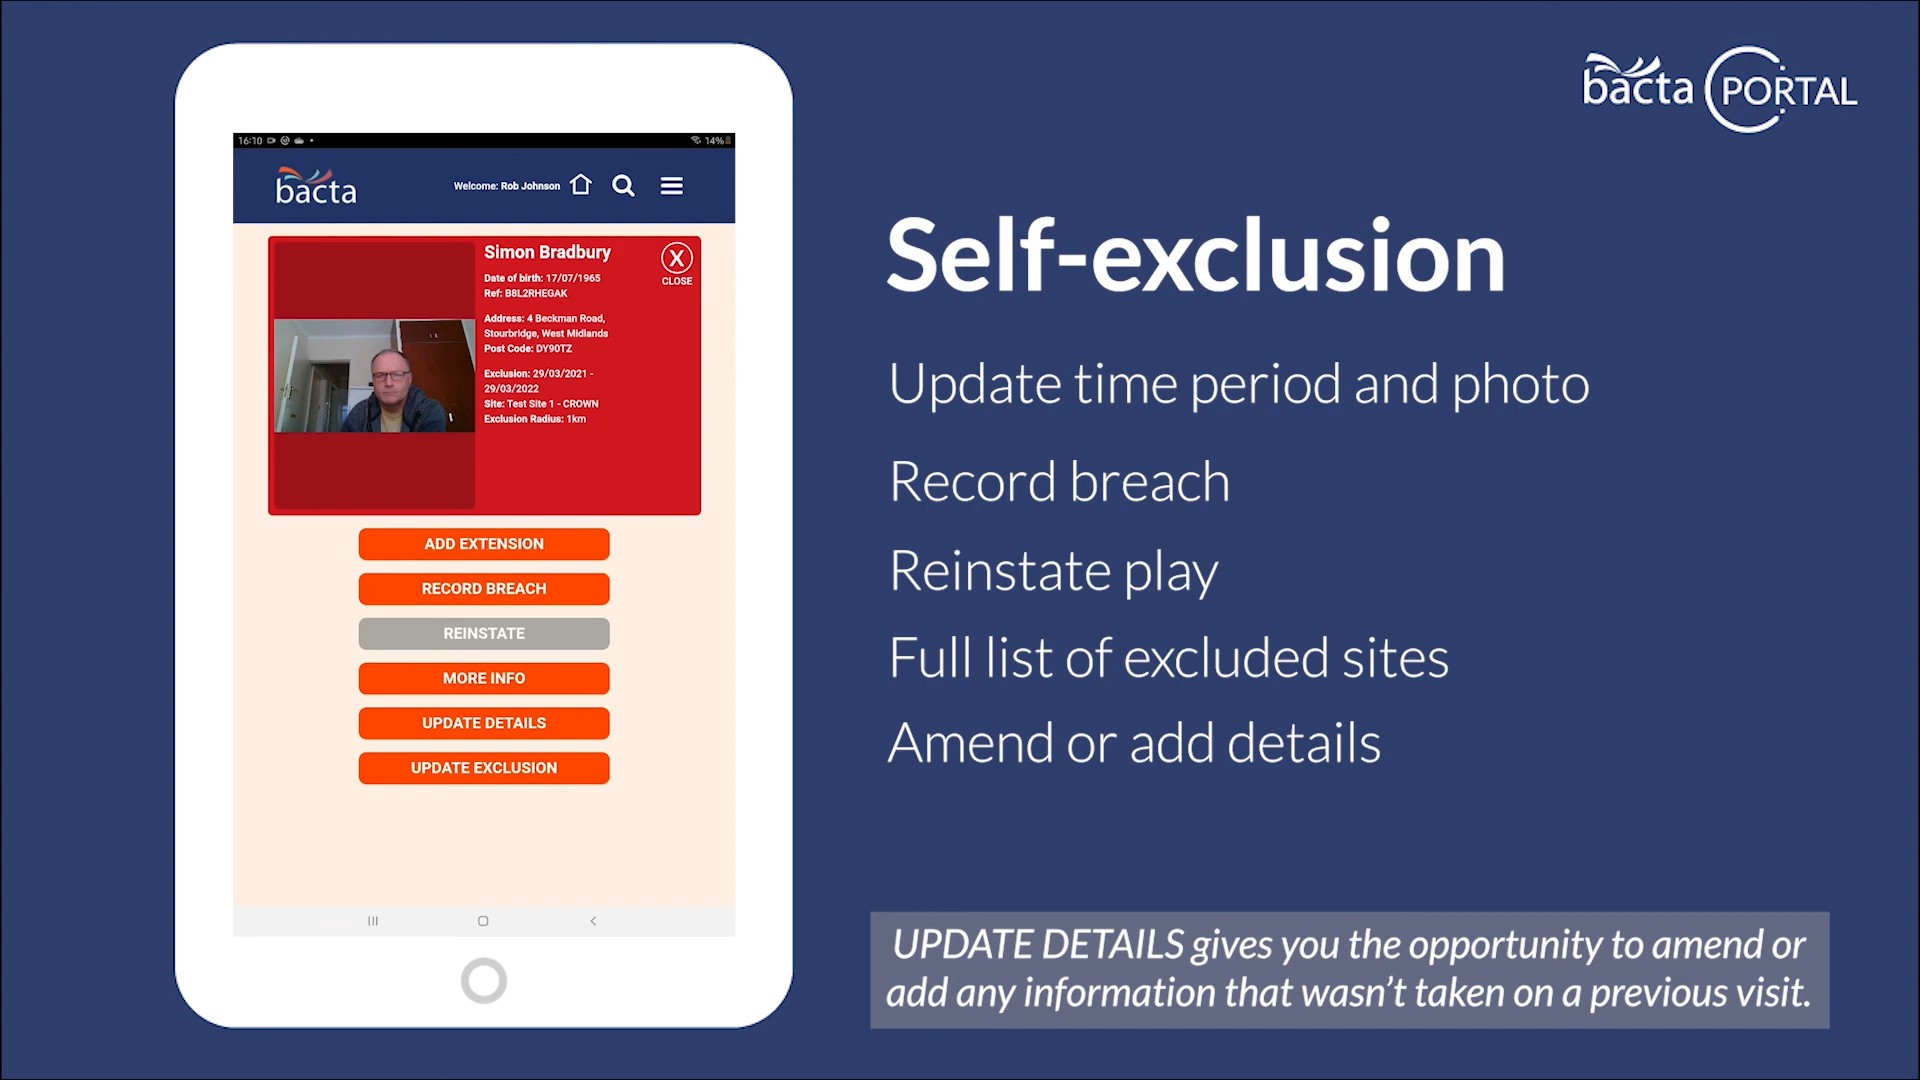 bacta PORTAL
16:10
14%
bacta
Welcome: Rob Johnson
Simon Bradbury
X
CLOSE
Date of birth: 17/07/1965
Ref: B8L2RHEGAK
Address: 4 Beckman Road,
Stourbridge, West Midlands
Post Code: DY90TZ
Exclusion: 29/03/2021 -
29/03/2022
Site: Test Site 1 - CROWN
Exclusion Radius: 1km
ADD EXTENSION
RECORD BREACH
REINSTATE
MORE INFO
UPDATE DETAILS
UPDATE EXCLUSION
Self-exclusion
Update time period and photo
Record breach
Reinstate play
Full list of excluded sites
Amend or add details
UPDATE DETAILS gives you the opportunity to amend or
add any information that wasn't taken on a previous visit.